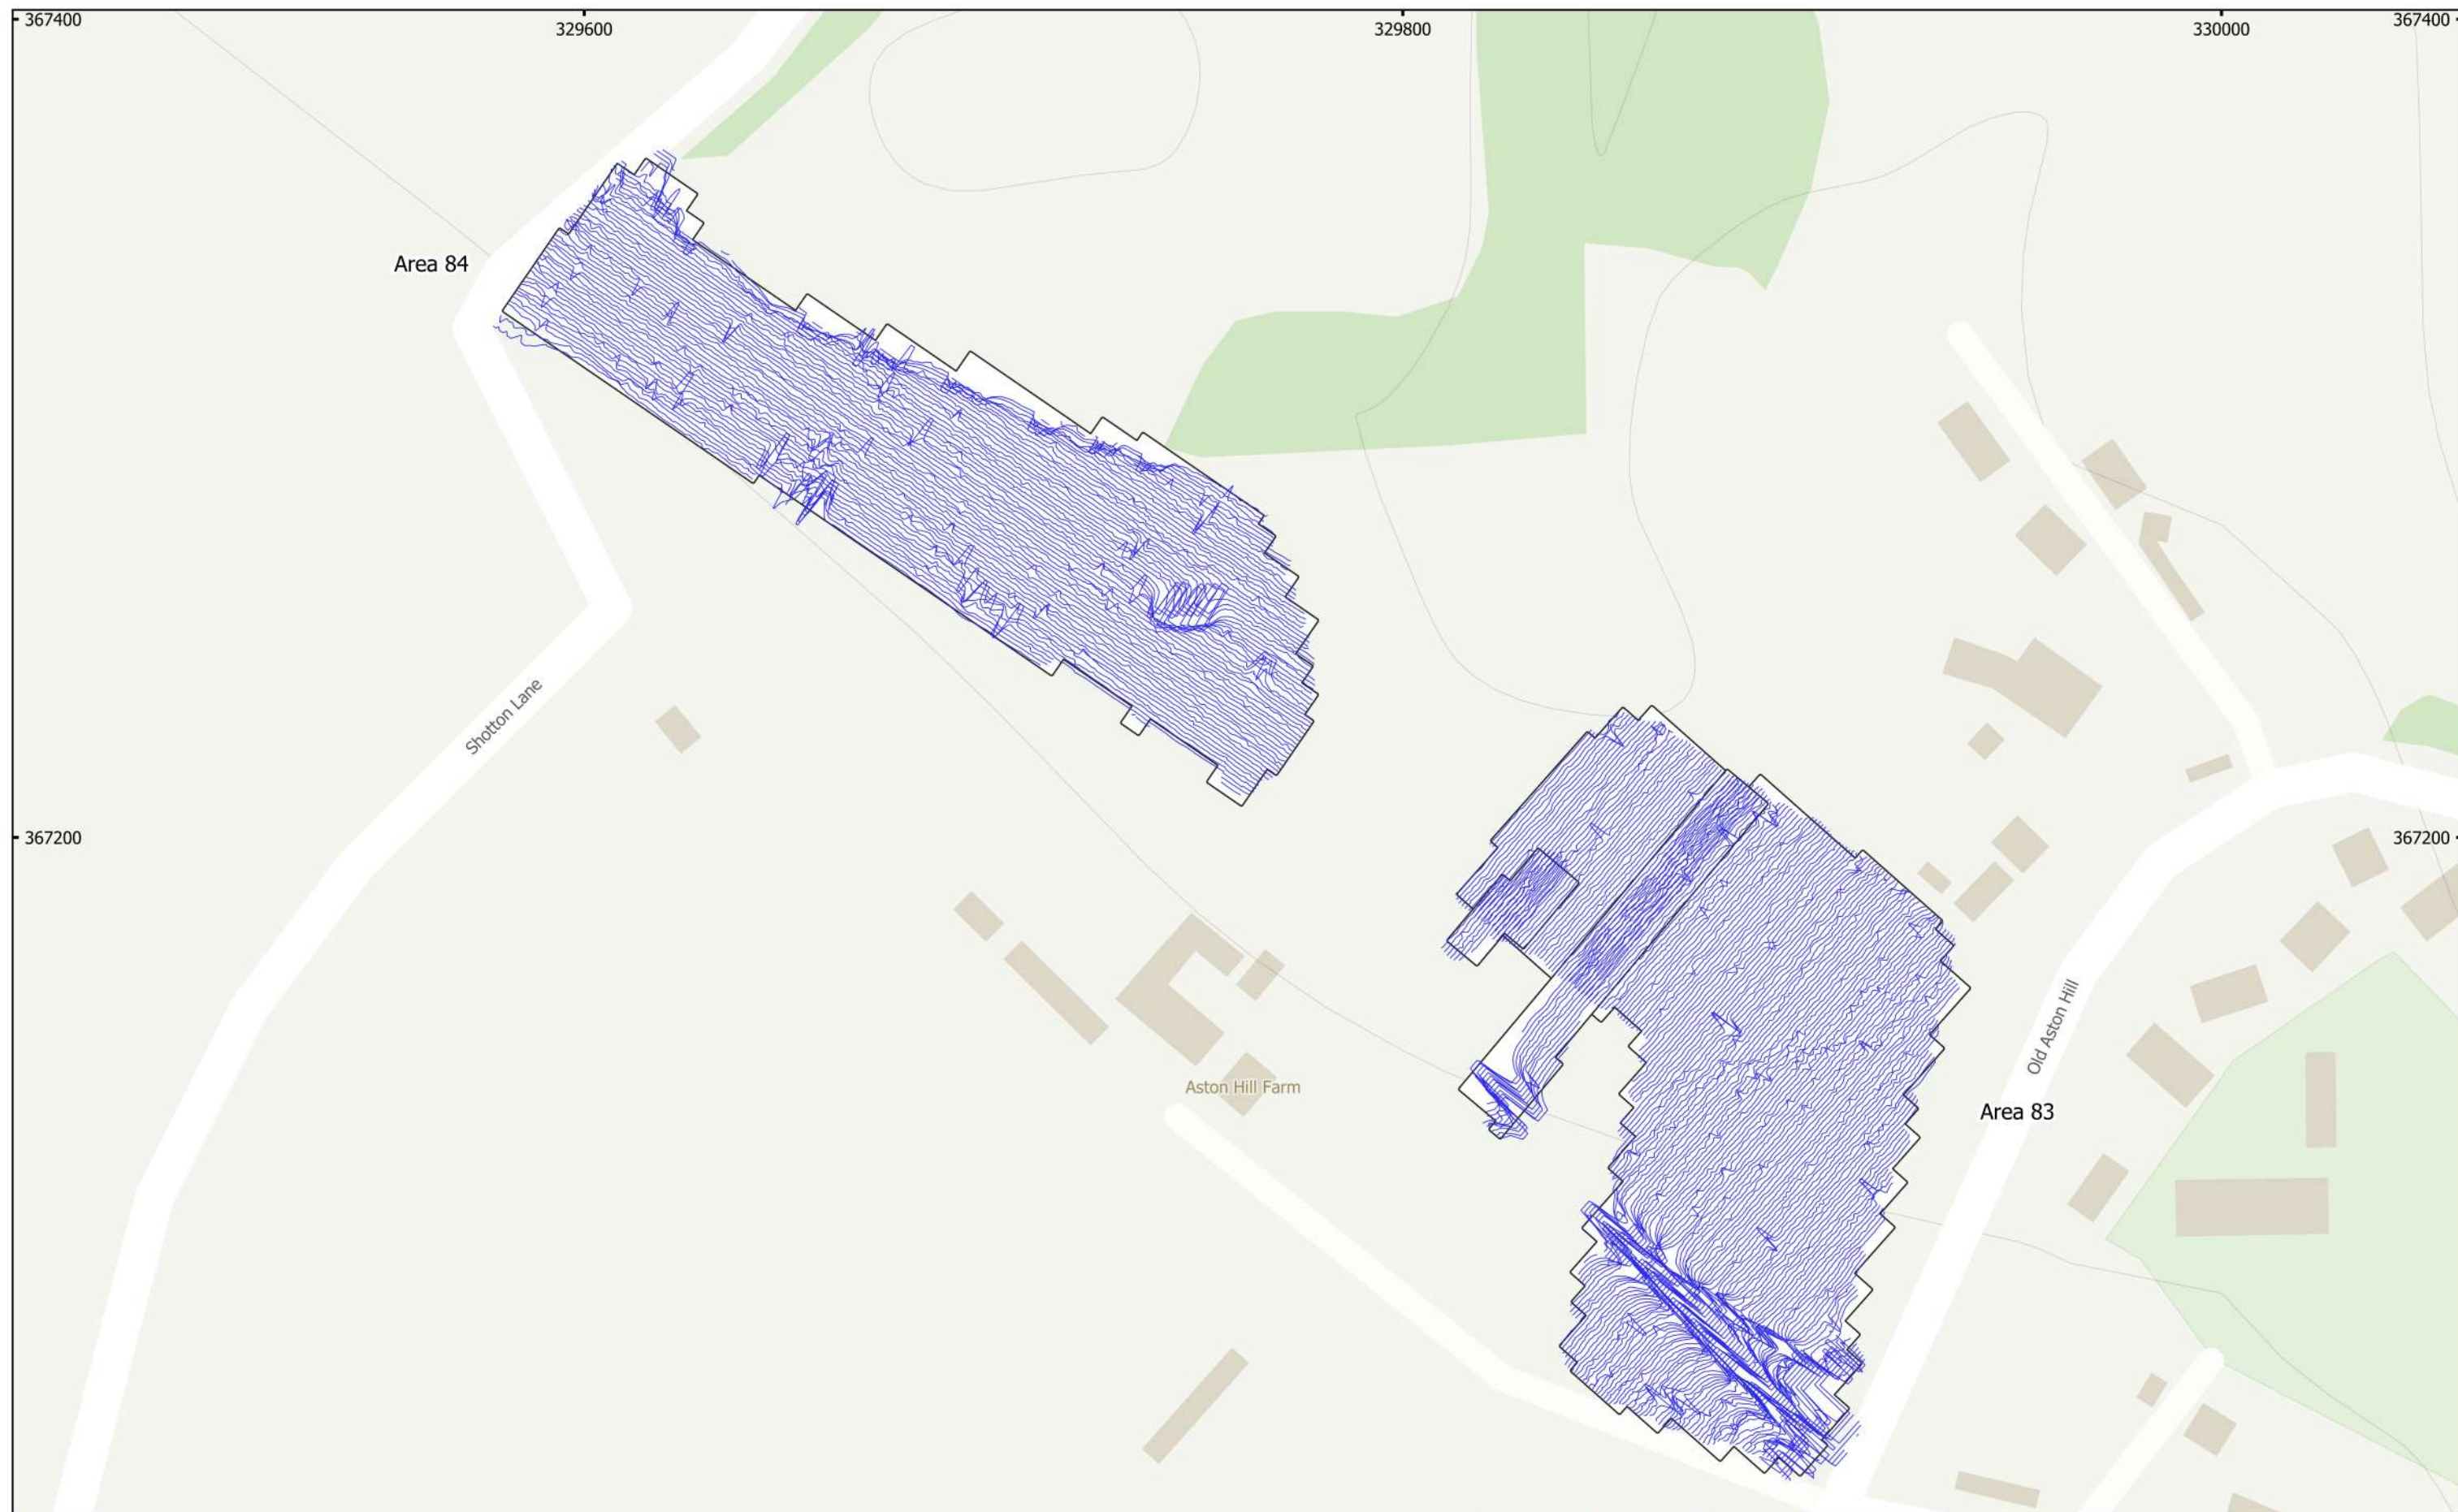 367400
329600
329800
330000
367400
Area 84
Shotton Lane
367200
367200
Old Aston Hill
Aston Hill Farm
Area 83